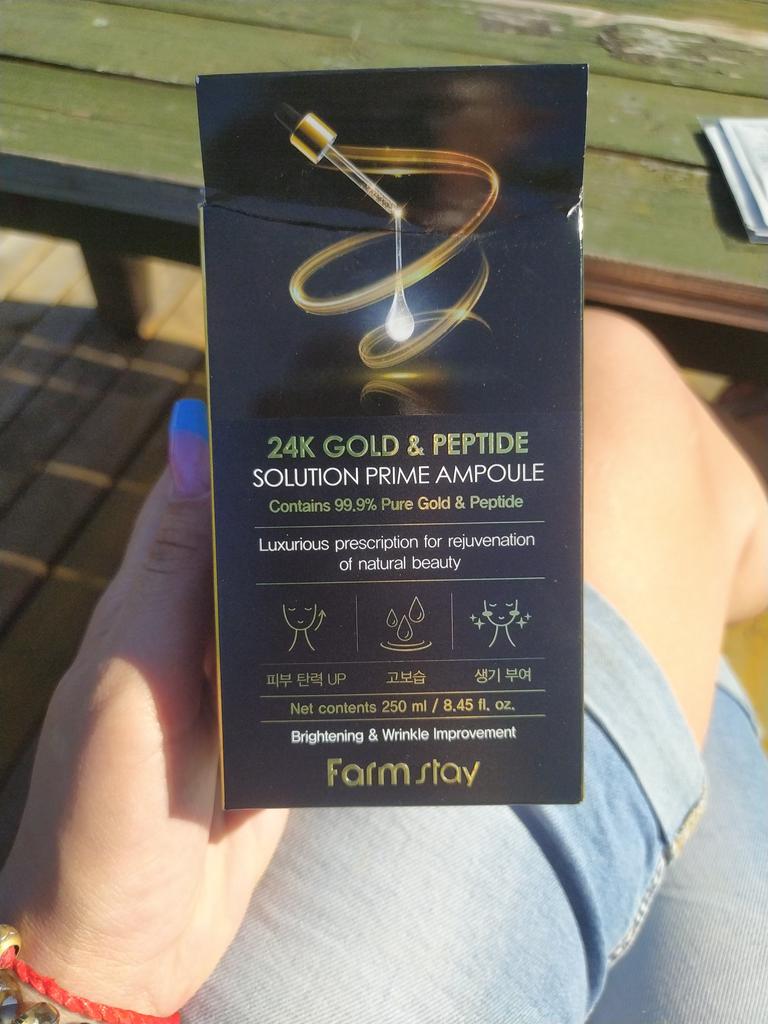 24K GOLD & PEPTIDE
SOLUTION PRIME AMPOULE
Contains 99.9% Pure Gold & Peptide
Luxurious prescription for rejuvenation
of natural beauty
피부 탄력 UP 고보습 생기 부여
Net contents 250 ml / 8.45 fl. oz.
Brightening & Wrinkle Improvement
Farm stay